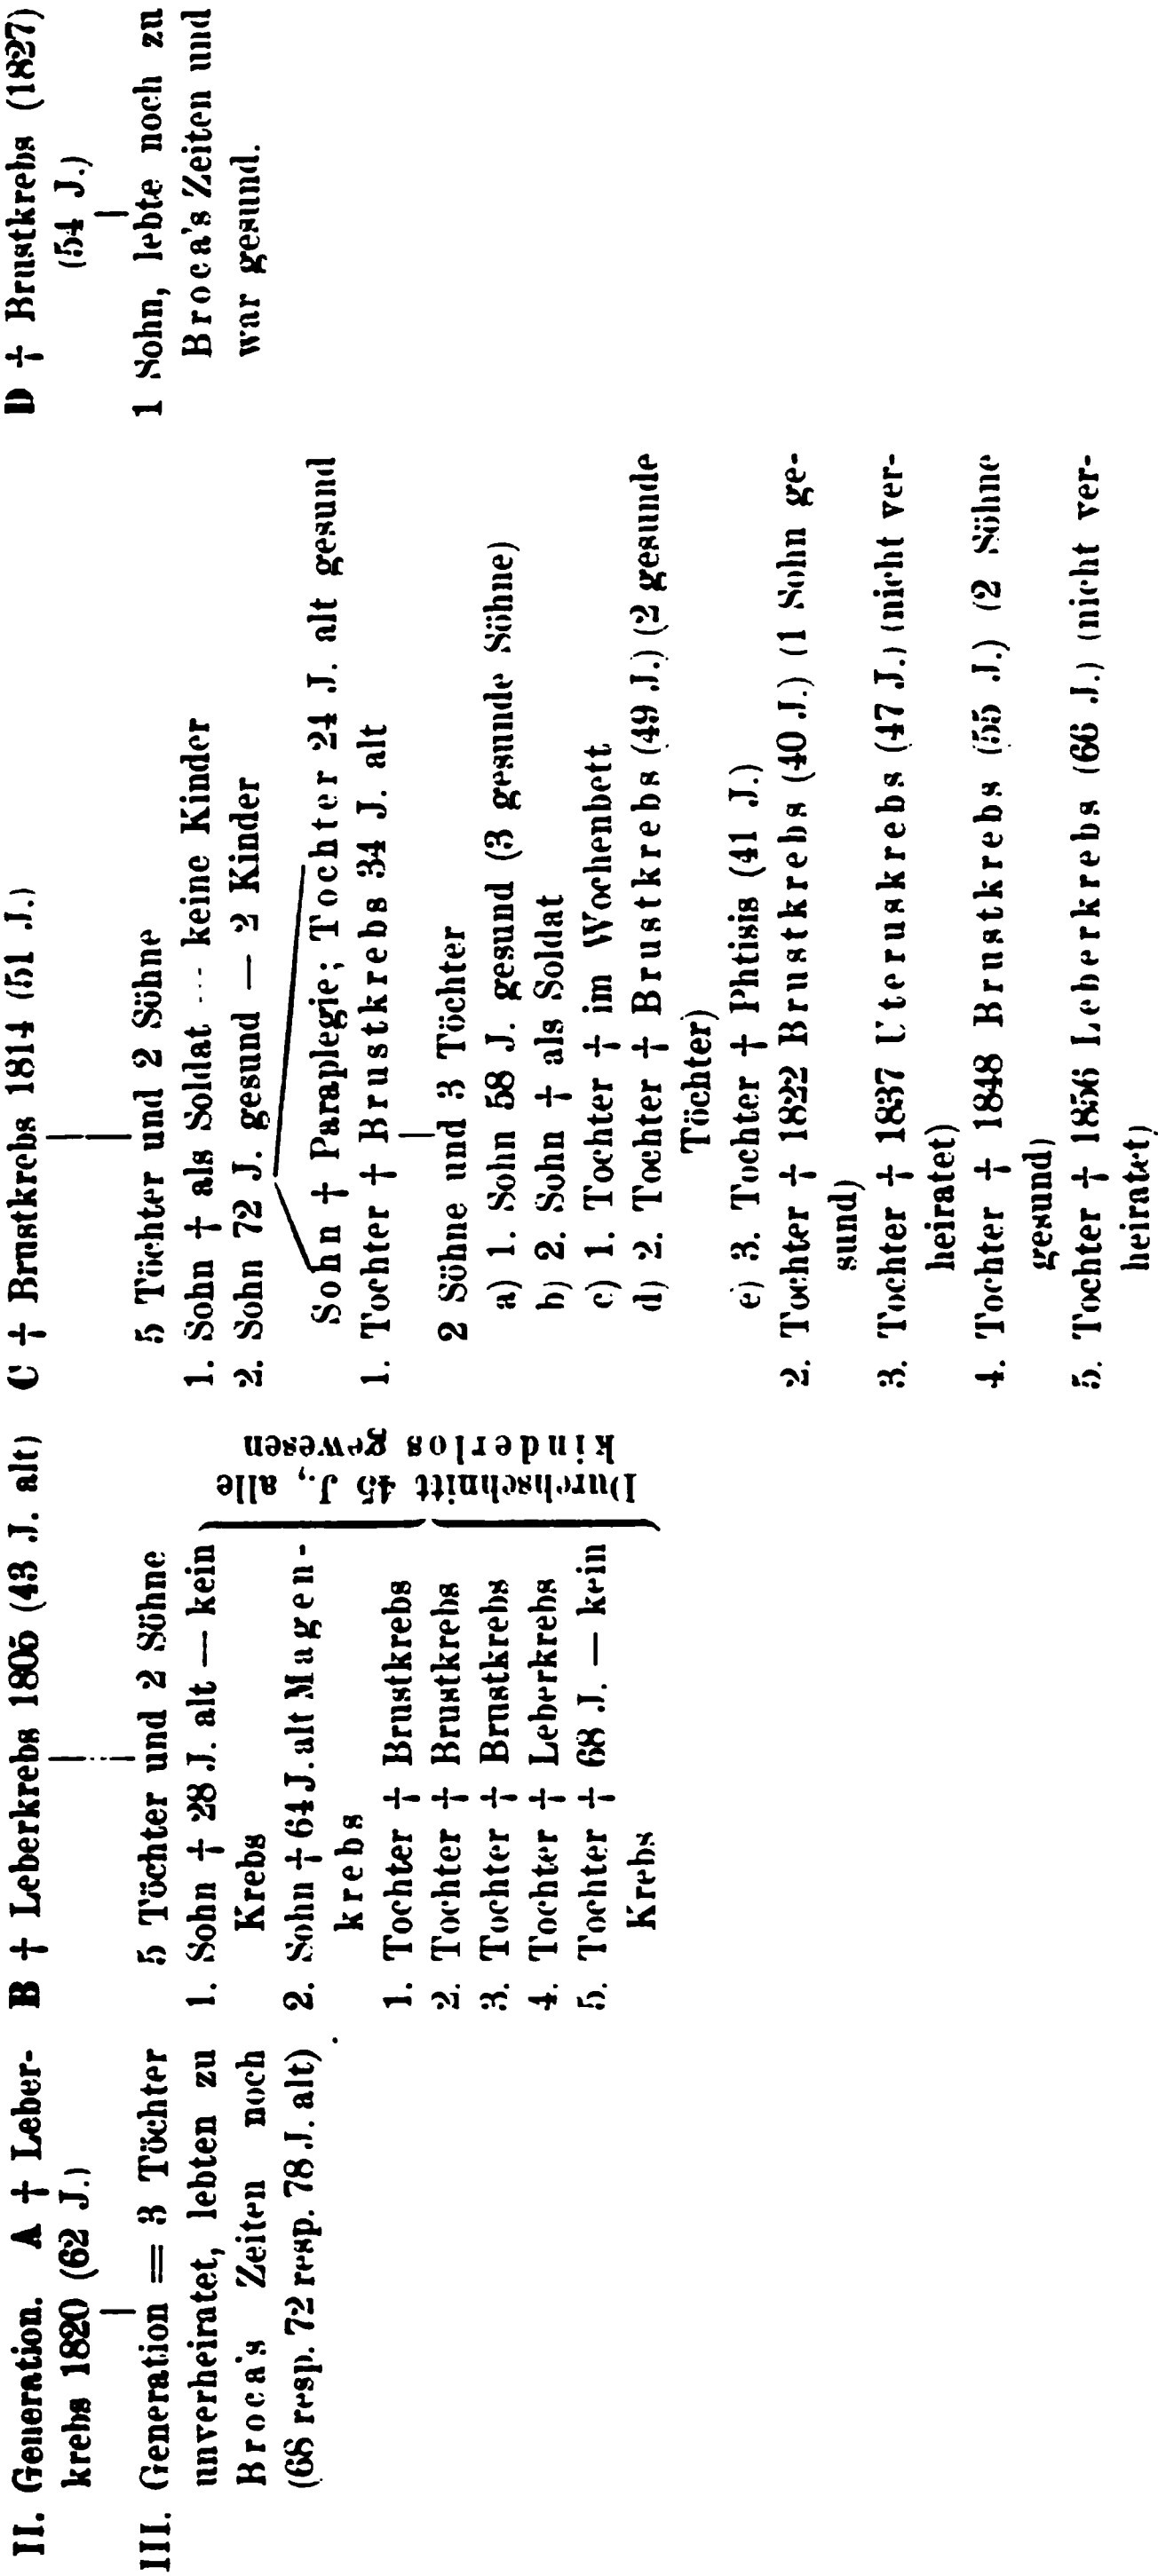 II. Generation. A † Leber-
krebs 1820 (62 J.)
III. Generation = 3 Töchter
unverheiratet, lebten zu
Broca's Zeiten noch
(68 resp. 72 resp. 78 J. alt)
B † Leberkrebs 1805 (43 J. alt)
5 Töchter und 2 Söhne
1. Sohn † 28 J. alt — kein
Krebs
2. Sohn † 64 J. alt Magen-
krebs
1. Tochter † Brustkrebs
2. Tochter † Brustkrebs
3. Tochter † Brustkrebs
4. Tochter † Leberkrebs
5. Tochter † 68 J. — kein
Krebs
Durchschnitt 45 J., alle
kinderlos gewesen
C † Brustkrebs 1814 (51 J.)
5 Töchter und 2 Söhne
1. Sohn † als Soldat — keine Kinder
2. Sohn 72 J. gesund — 2 Kinder
Sohn † Paraplegie; Tochter 24 J. alt gesund
1. Tochter † Brustkrebs 34 J. alt
2 Söhne und 3 Töchter
a) 1. Sohn 58 J. gesund (3 gesunde Söhne)
b) 2. Sohn † als Soldat
c) 1. Tochter † im Wochenbett
d) 2. Tochter † Brustkrebs (49 J.) (2 gesunde
Töchter)
e) 3. Tochter † Phtisis (41 J.)
2. Tochter † 1822 Brustkrebs (40 J.) (1 Sohn ge-
sund)
3. Tochter † 1837 Uteruskrebs (47 J.) (nicht ver-
heiratet)
4. Tochter † 1848 Brustkrebs (55 J.) (2 Söhne
gesund)
5. Tochter † 1856 Leberkrebs (66 J.) (nicht ver-
heiratet)
D † Brustkrebs (1827)
(54 J.)
1 Sohn, lebte noch zu
Broca's Zeiten und
war gesund.